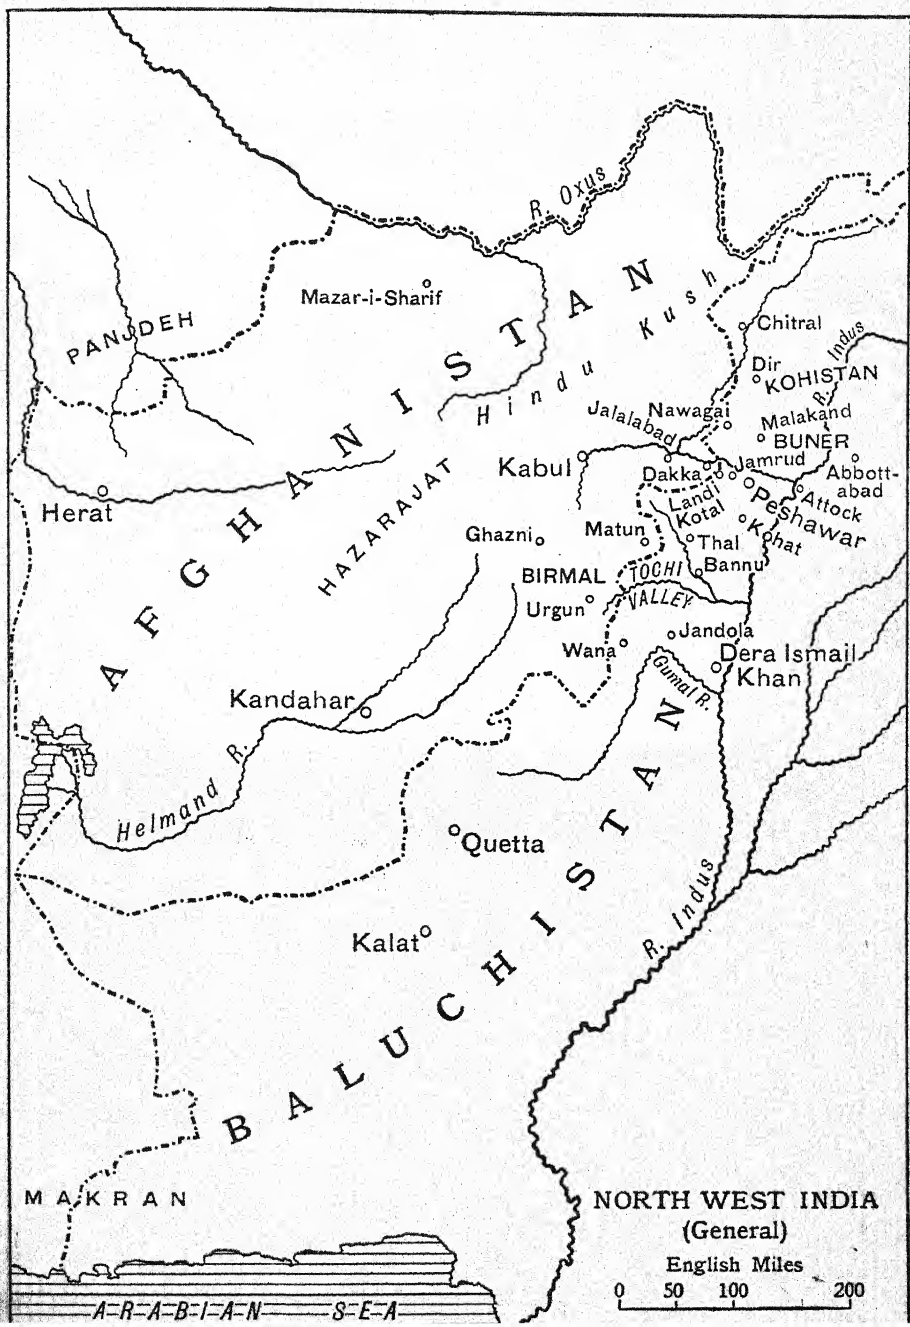 R. Oxus
Mazar-i-Sharif
PANJDEH
AFGHANISTAN
Hindu Kush
Chitral
R. Indus
Dir
KOHISTAN
Nawagai
Malakand
BUNER
Jalalabad
Kabul
Dakka
Jamrud
Abbott-
abad
Landi
Kotal
Peshawar
Attock
HAZARAJAT
Herat
Ghazni
Matun
Thal
Kohat
BIRMAL
TOCHI
VALLEY
Bannu
Urgun
Wana
Jandola
Dera Ismail
Khan
Gumal R.
Kandahar
Helmand R.
Quetta
Kalat
R. Indus
BALUCHISTAN
MAKRAN
ARABIAN SEA
NORTH WEST INDIA
(General)
English Miles
0 50 100 200